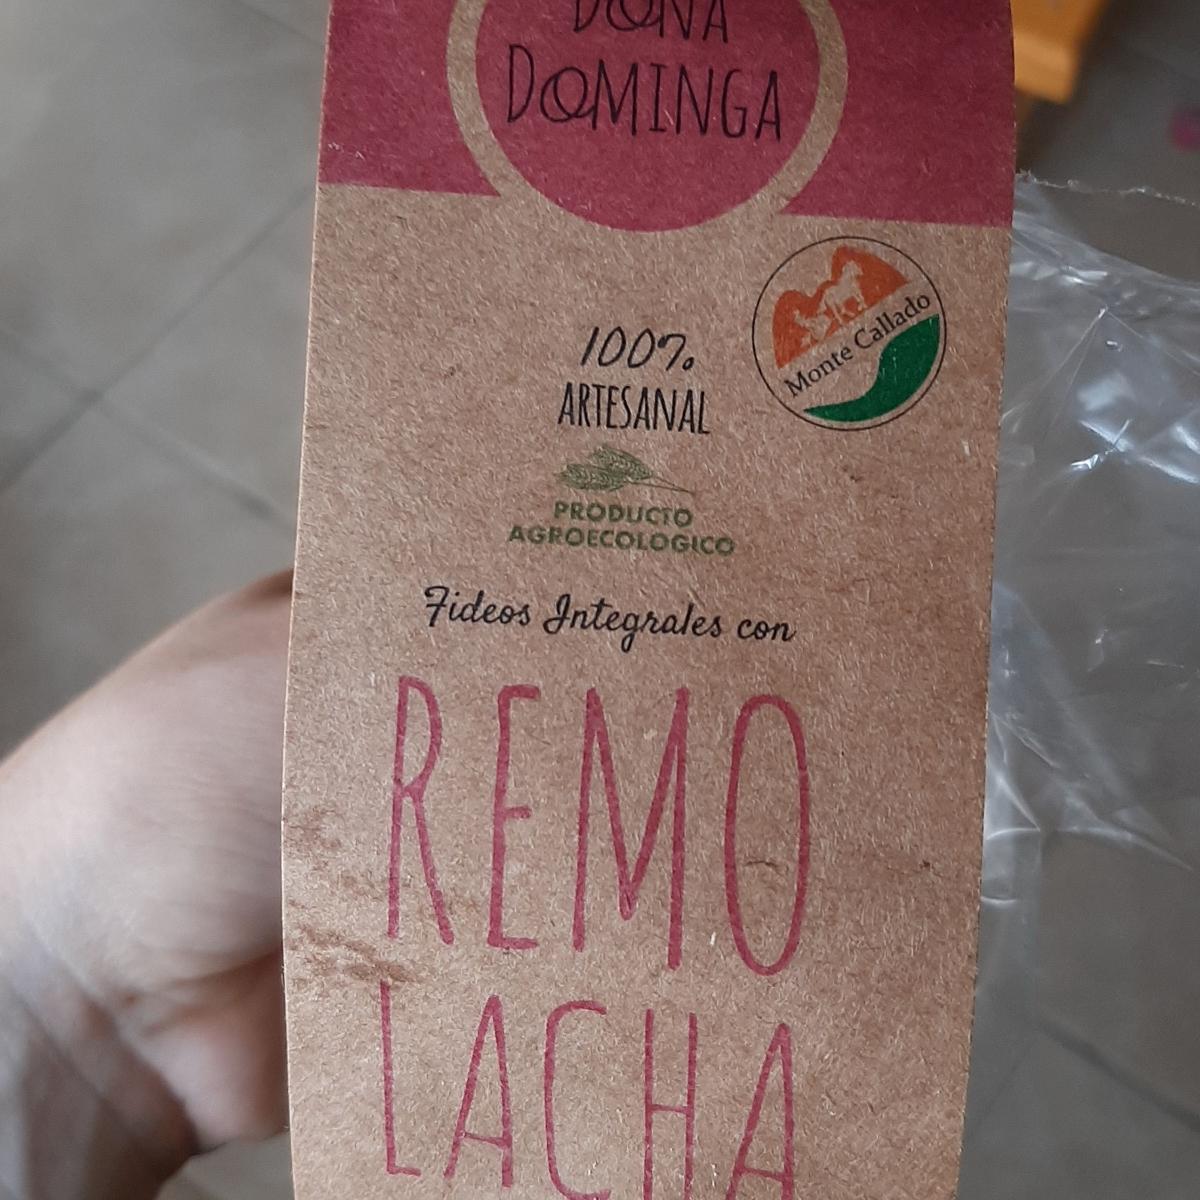 DOÑA
DOMINGA
Monte Callado
100%
ARTESANAL
PRODUCTO
AGROECOLOGICO
Fideos Integrales con
REMO
LACHA